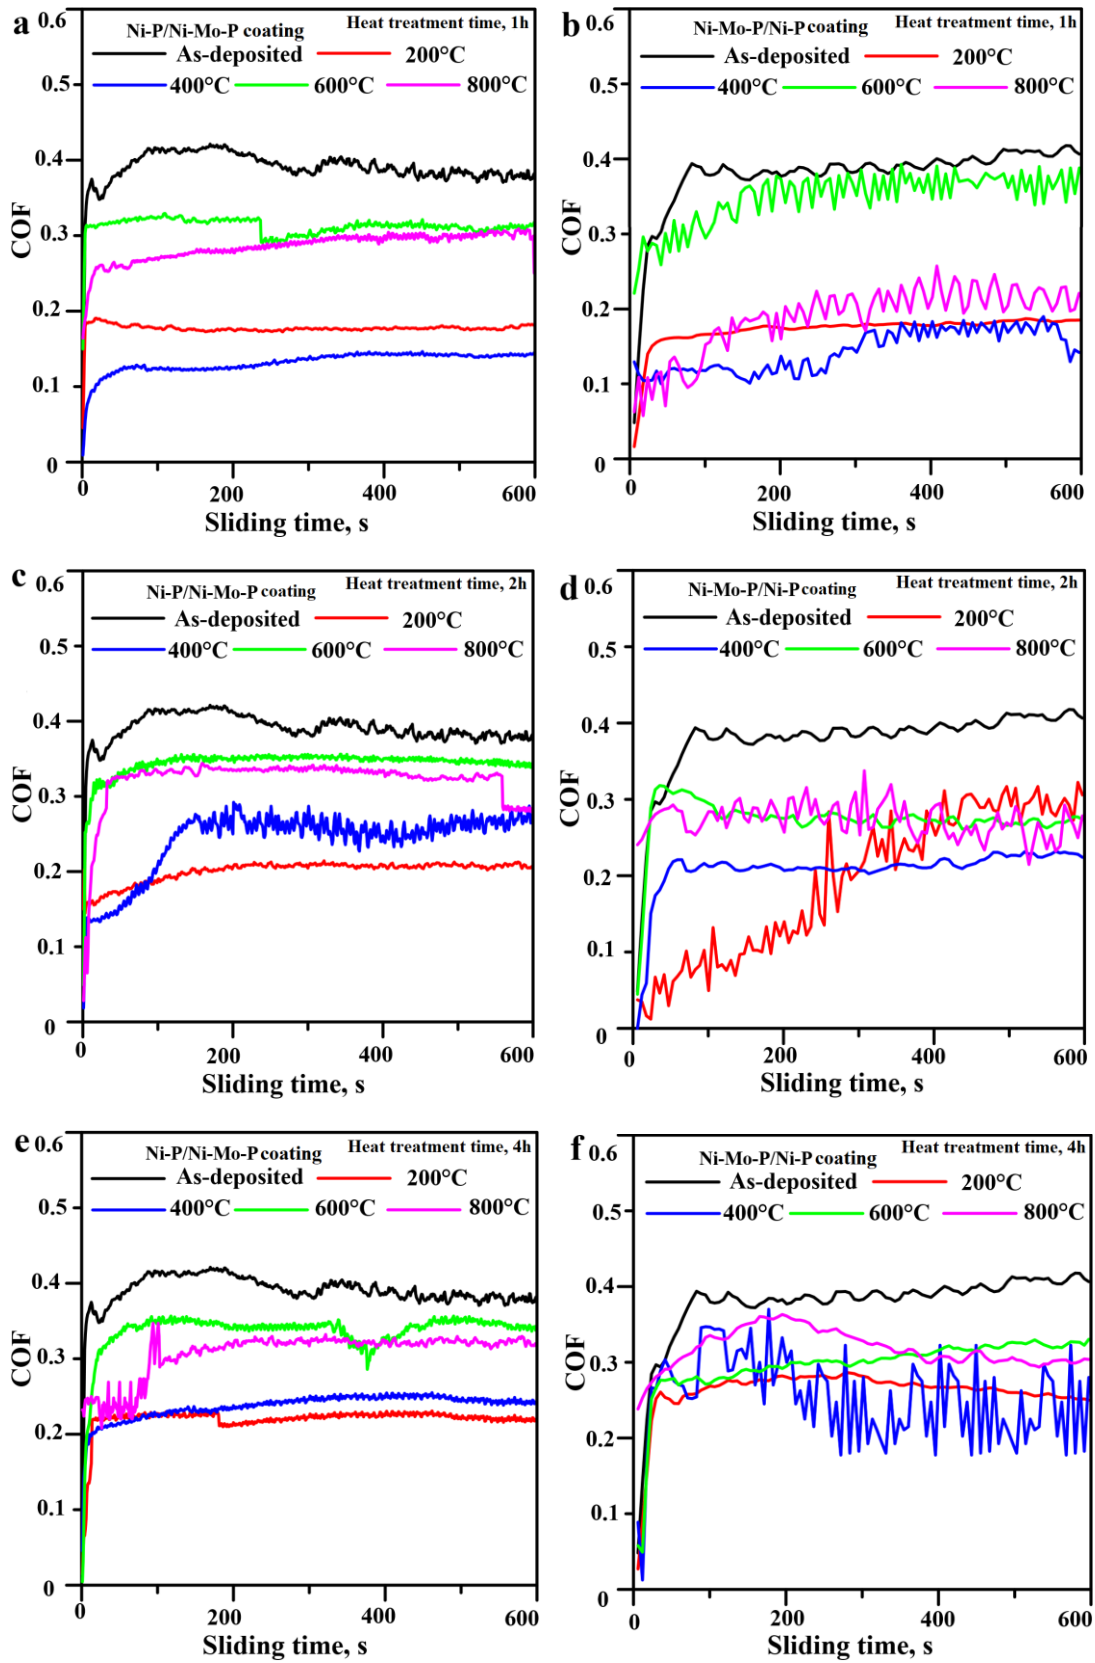 a
0.6
Ni-P/Ni-Mo-P coating
Heat treatment time, 1h
As-deposited
200°C
400°C
600°C
800°C
0.5
0.4
0.3
0.2
0.1
0
COF
0
200
400
600
Sliding time, s
b
0.6
Ni-Mo-P/Ni-P coating
Heat treatment time, 1h
As-deposited
200°C
400°C
600°C
800°C
0.5
0.4
0.3
0.2
0.1
0
COF
0
200
400
600
Sliding time, s
c
0.6
Ni-P/Ni-Mo-P coating
Heat treatment time, 2h
As-deposited
200°C
400°C
600°C
800°C
0.5
0.4
0.3
0.2
0.1
0
COF
0
200
400
600
Sliding time, s
d
0.6
Ni-Mo-P/Ni-P coating
Heat treatment time, 2h
As-deposited
200°C
400°C
600°C
800°C
0.5
0.4
0.3
0.2
0.1
0
COF
0
200
400
600
Sliding time, s
e
0.6
Ni-P/Ni-Mo-P coating
Heat treatment time, 4h
As-deposited
200°C
400°C
600°C
800°C
0.5
0.4
0.3
0.2
0.1
0
COF
0
200
400
600
Sliding time, s
f
0.6
Ni-Mo-P/Ni-P coating
Heat treatment time, 4h
As-deposited
200°C
400°C
600°C
800°C
0.5
0.4
0.3
0.2
0.1
0
COF
0
200
400
600
Sliding time, s